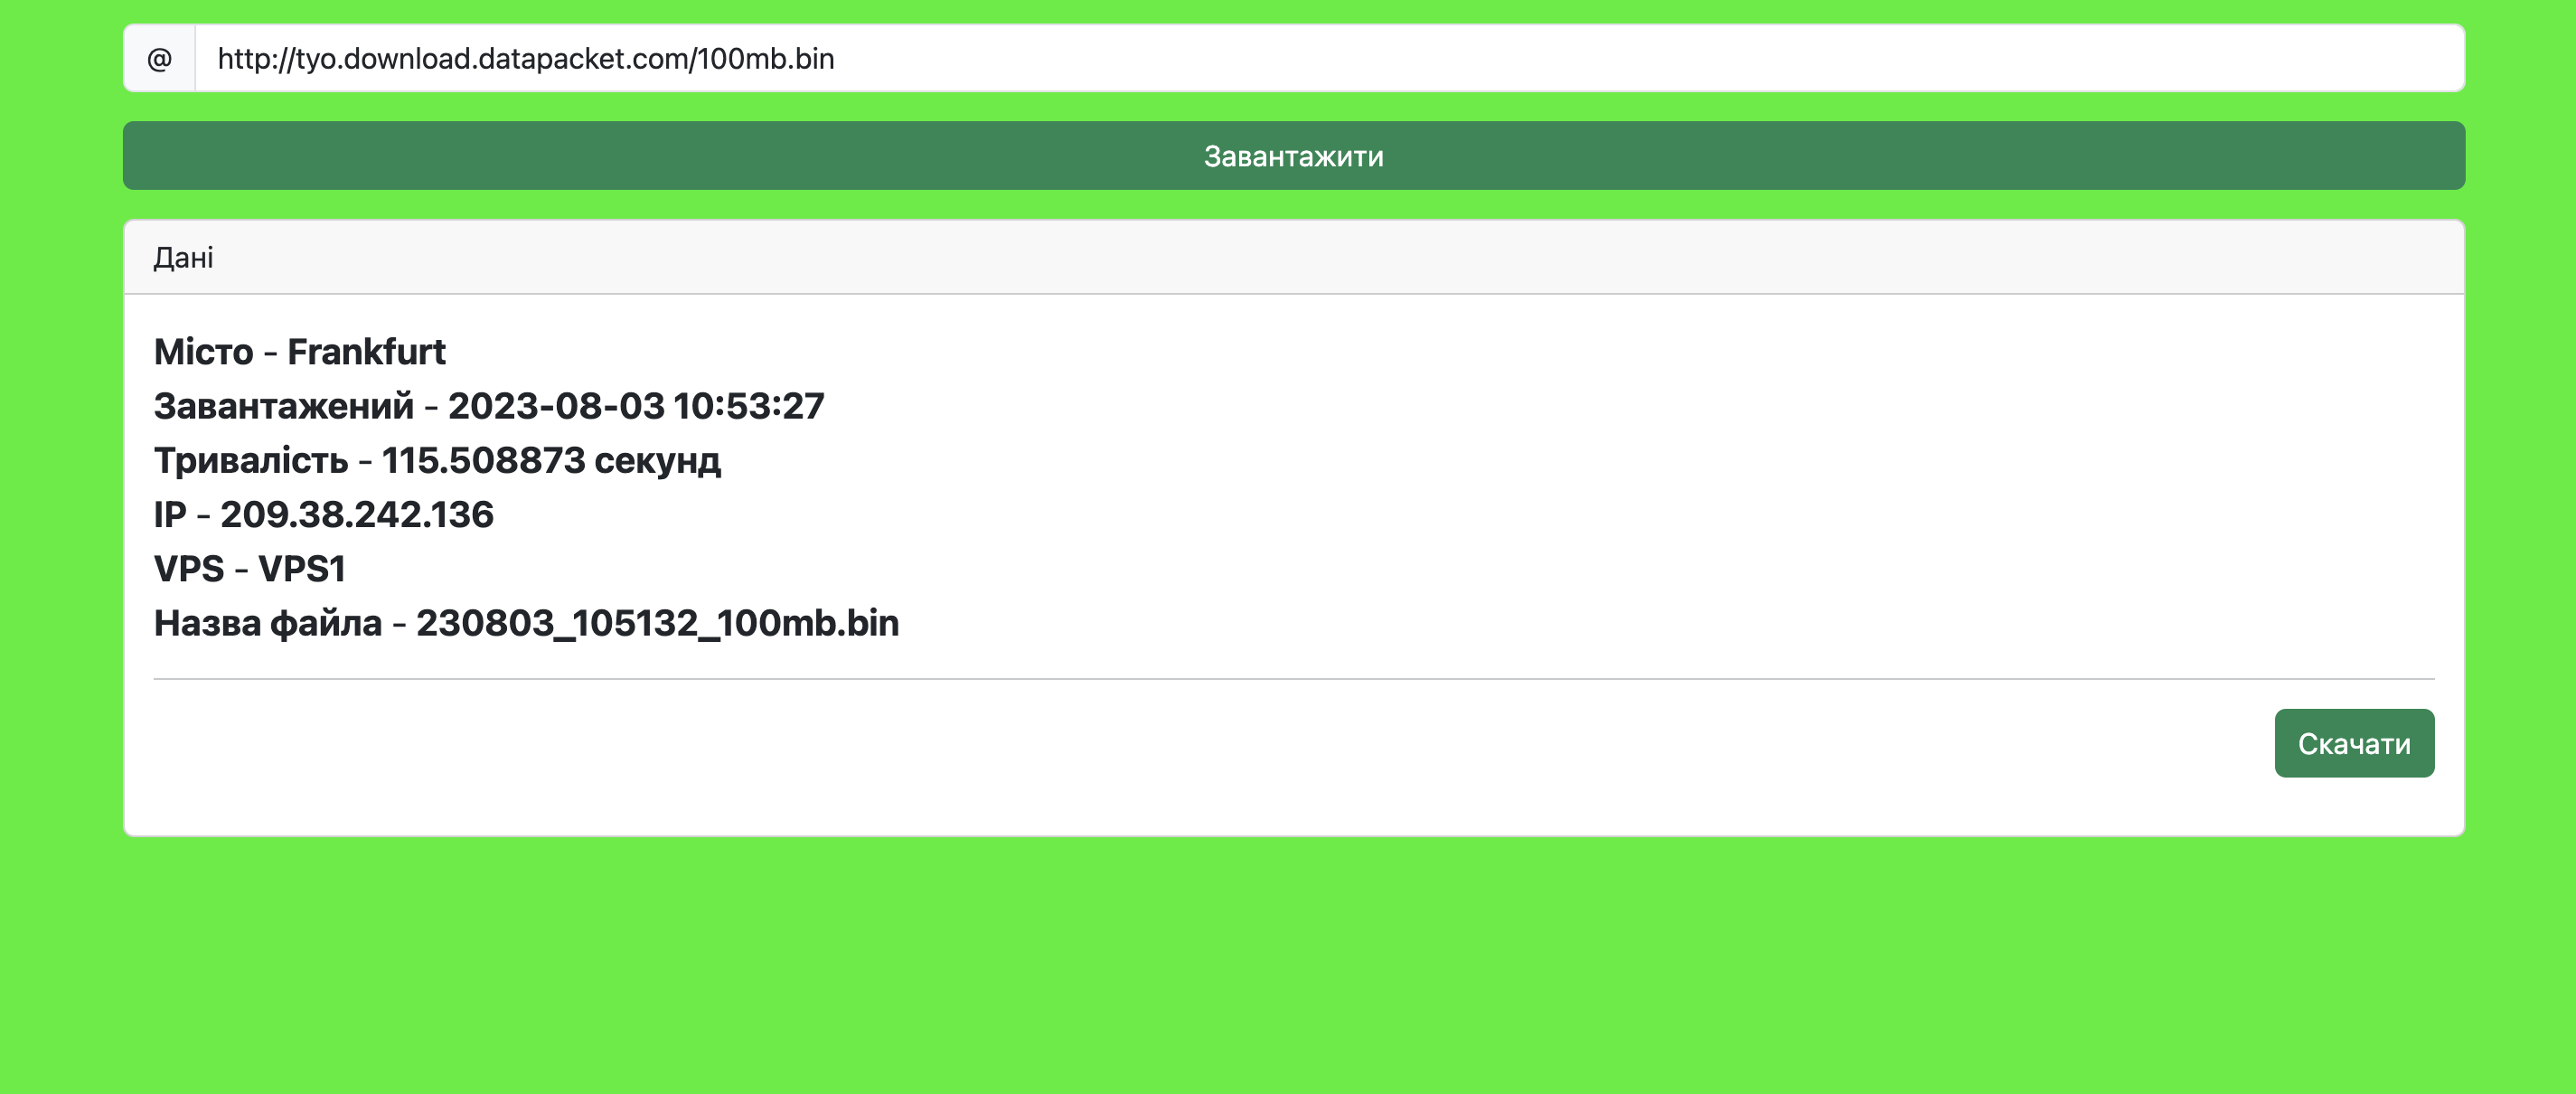 @ http://tyo.download.datapacket.com/100mb.bin
Завантажити
Дані
Місто - Frankfurt
Завантажений - 2023-08-03 10:53:27
Тривалість - 115.508873 секунд
IP - 209.38.242.136
VPS - VPS1
Назва файла - 230803_105132_100mb.bin
Скачати